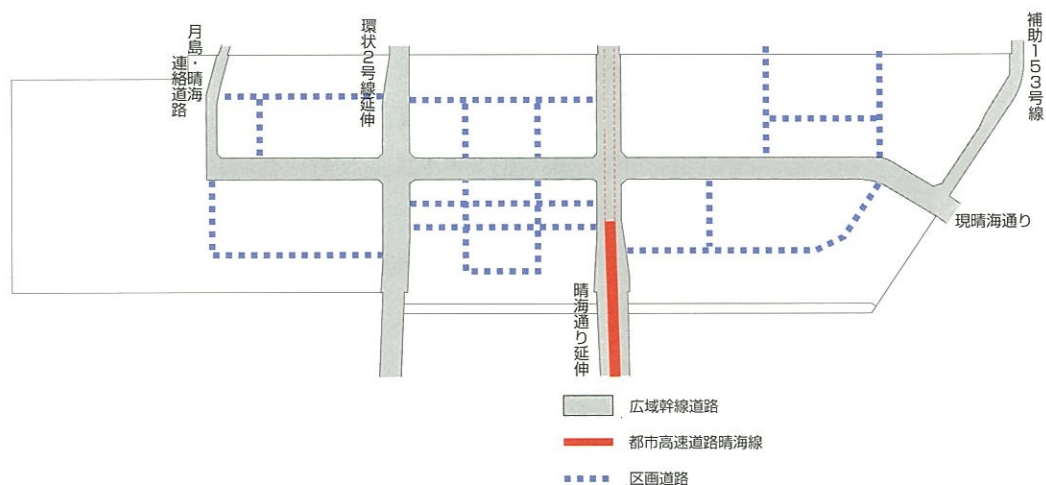 月島・晴海
連絡道路
環状2号線延伸
補助153号線
現晴海通り
晴海通り延伸
広域幹線道路
都市高速道路晴海線
区画道路